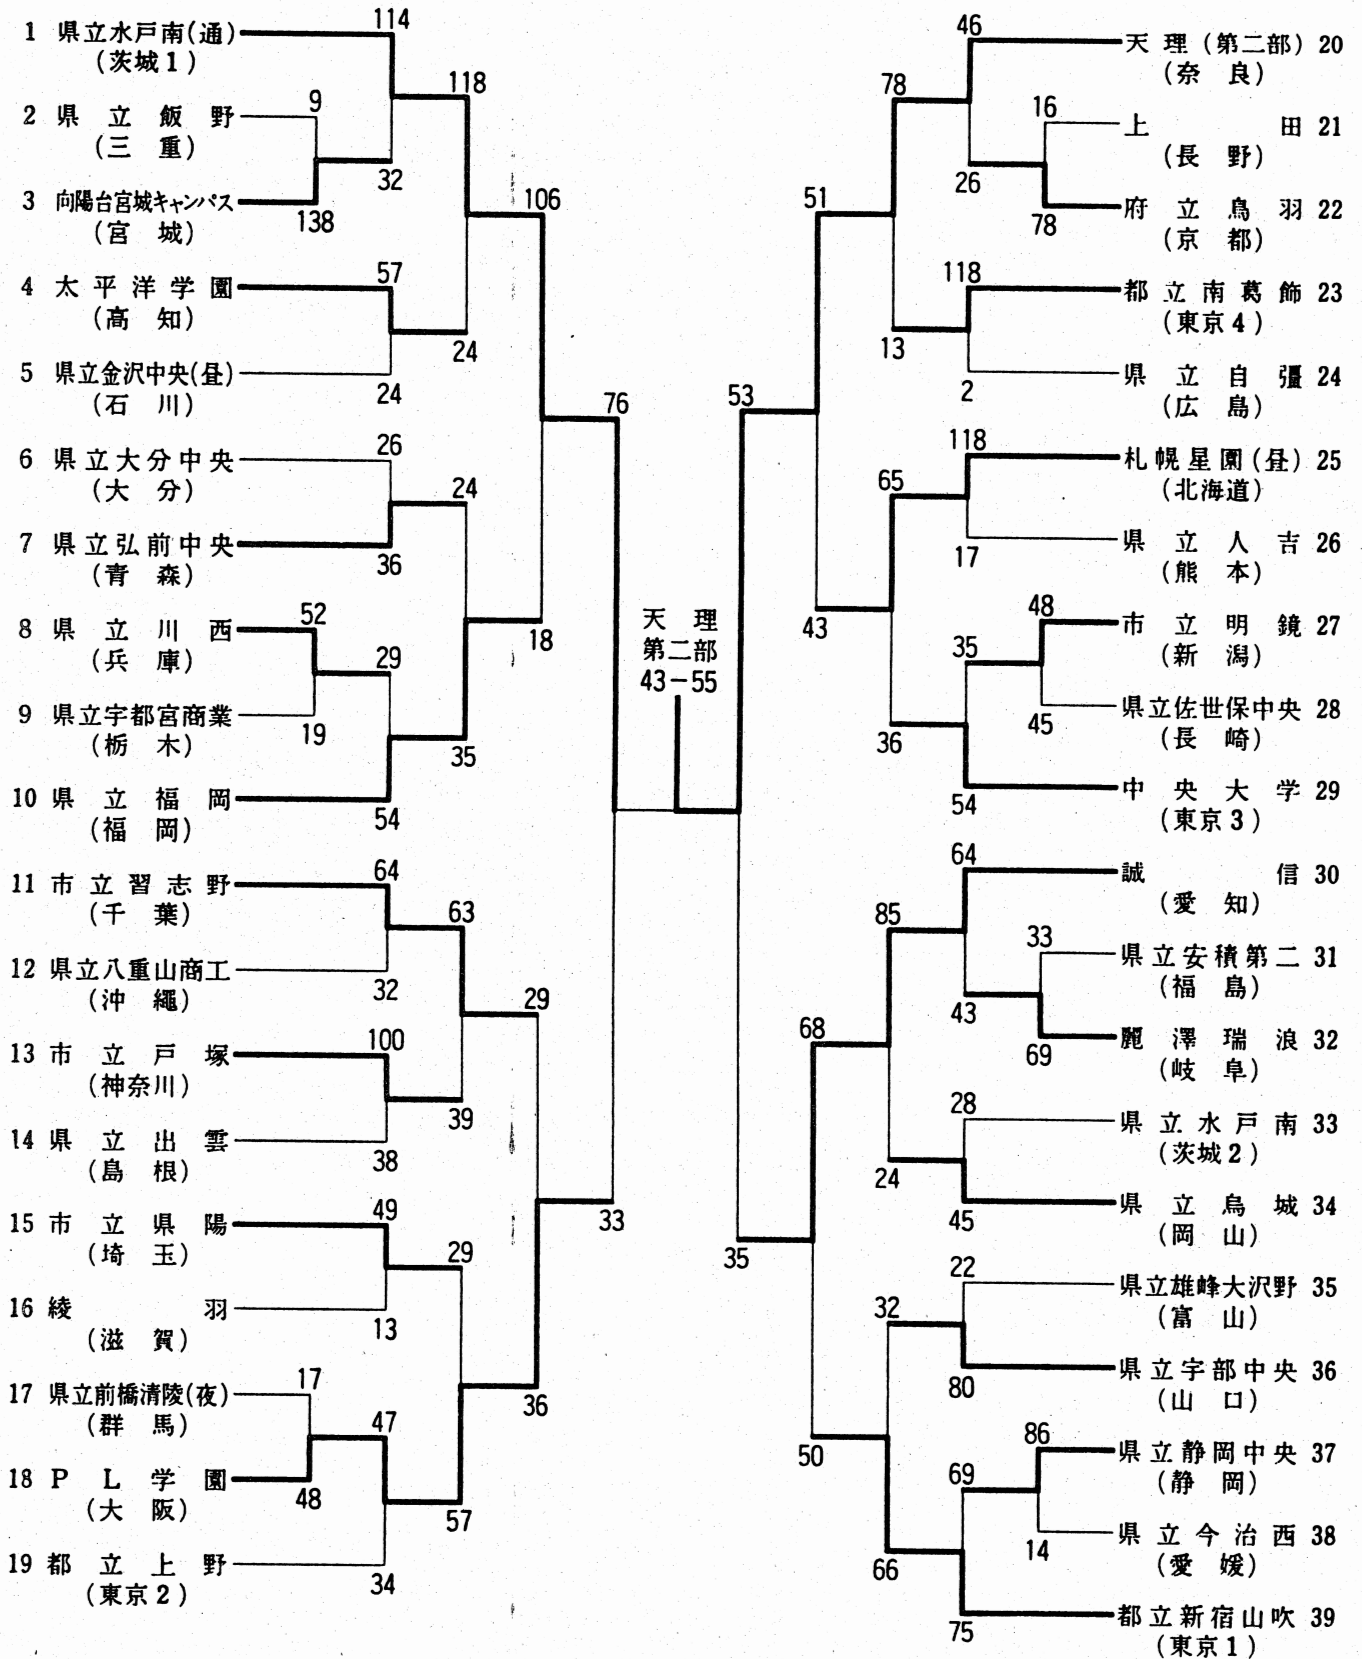 1 県立水戸南(通)
(茨城1)
2 県立飯野
(三重)
3 向陽台宮城キャンパス
(宮城)
4 太平洋学園
(高知)
5 県立金沢中央(昼)
(石川)
6 県立大分中央
(大分)
7 県立弘前中央
(青森)
8 県立川西
(兵庫)
9 県立宇都宮商業
(栃木)
10 県立福岡
(福岡)
11 市立習志野
(千葉)
12 県立八重山商工
(沖縄)
13 市立戸塚
(神奈川)
14 県立出雲
(島根)
15 市立県陽
(埼玉)
16 綾羽
(滋賀)
17 県立前橋清陵(夜)
(群馬)
18 PL学園
(大阪)
19 都立上野
(東京2)
114
9
138
32
118
57
24
24
106
26
36
24
52
19
29
54
35
18
76
64
32
63
100
38
39
29
49
13
29
17
48
47
34
57
36
33
天理
第二部
43-55
53
35
51
43
68
50
78
13
65
36
85
24
32
66
46
26
16
78
118
2
118
17
35
54
48
45
64
43
33
69
28
45
22
80
69
75
86
14
天理(第二部) 20
(奈良)
上田 21
(長野)
府立鳥羽 22
(京都)
都立南葛飾 23
(東京4)
県立自彊 24
(広島)
札幌星園(昼) 25
(北海道)
県立人吉 26
(熊本)
市立明鏡 27
(新潟)
県立佐世保中央 28
(長崎)
中央大学 29
(東京3)
誠信 30
(愛知)
県立安積第二 31
(福島)
麗澤瑞浪 32
(岐阜)
県立水戸南 33
(茨城2)
県立烏城 34
(岡山)
県立雄峰大沢野 35
(富山)
県立宇部中央 36
(山口)
県立静岡中央 37
(静岡)
県立今治西 38
(愛媛)
都立新宿山吹 39
(東京1)